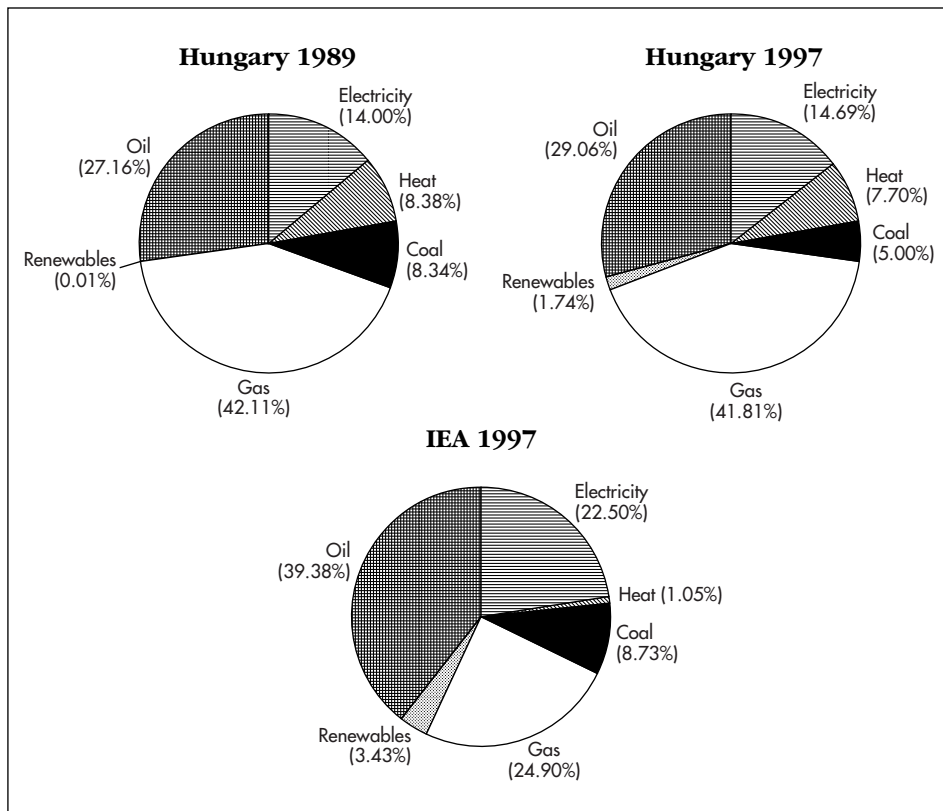 Hungary 1989
Electricity
(14.00%)
Heat
(8.38%)
Coal
(8.34%)
Gas
(42.11%)
Renewables
(0.01%)
Oil
(27.16%)
Hungary 1997
Electricity
(14.69%)
Heat
(7.70%)
Coal
(5.00%)
Gas
(41.81%)
Renewables
(1.74%)
Oil
(29.06%)
IEA 1997
Electricity
(22.50%)
Heat (1.05%)
Coal
(8.73%)
Gas
(24.90%)
Renewables
(3.43%)
Oil
(39.38%)